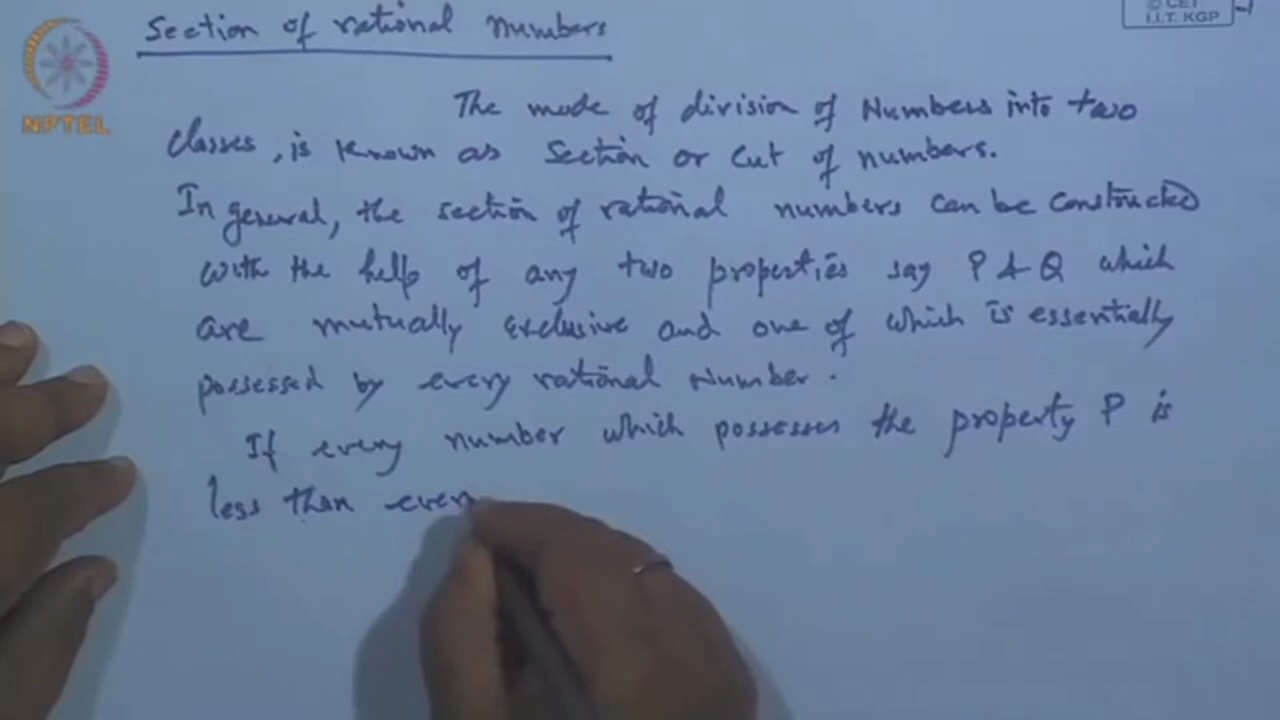 Section of rational numbers
© CET
I.I.T. KGP
NPTEL
The mode of division of Numbers into two
classes, is known as Section or Cut of numbers.
In general, the section of rational numbers can be constructed
with the help of any two properties say P & Q which
are mutually exclusive and one of which is essentially
possessed by every rational Number.
If every number which possesses the property P is
less than every